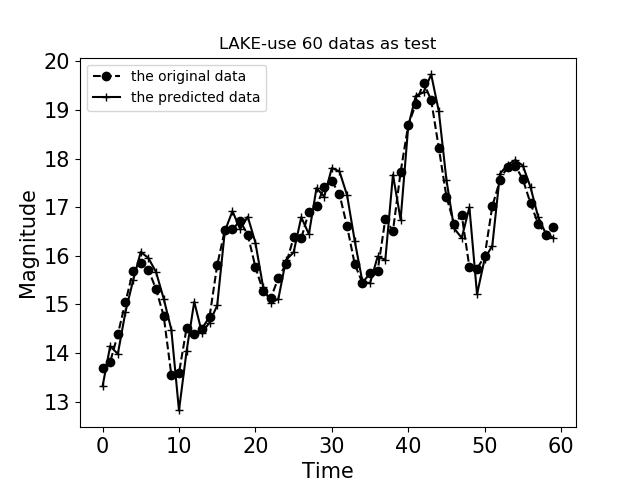 LAKE-use 60 datas as test
the original data
the predicted data
20
19
18
17
16
15
14
13
Magnitude
0 10 20 30 40 50 60
Time